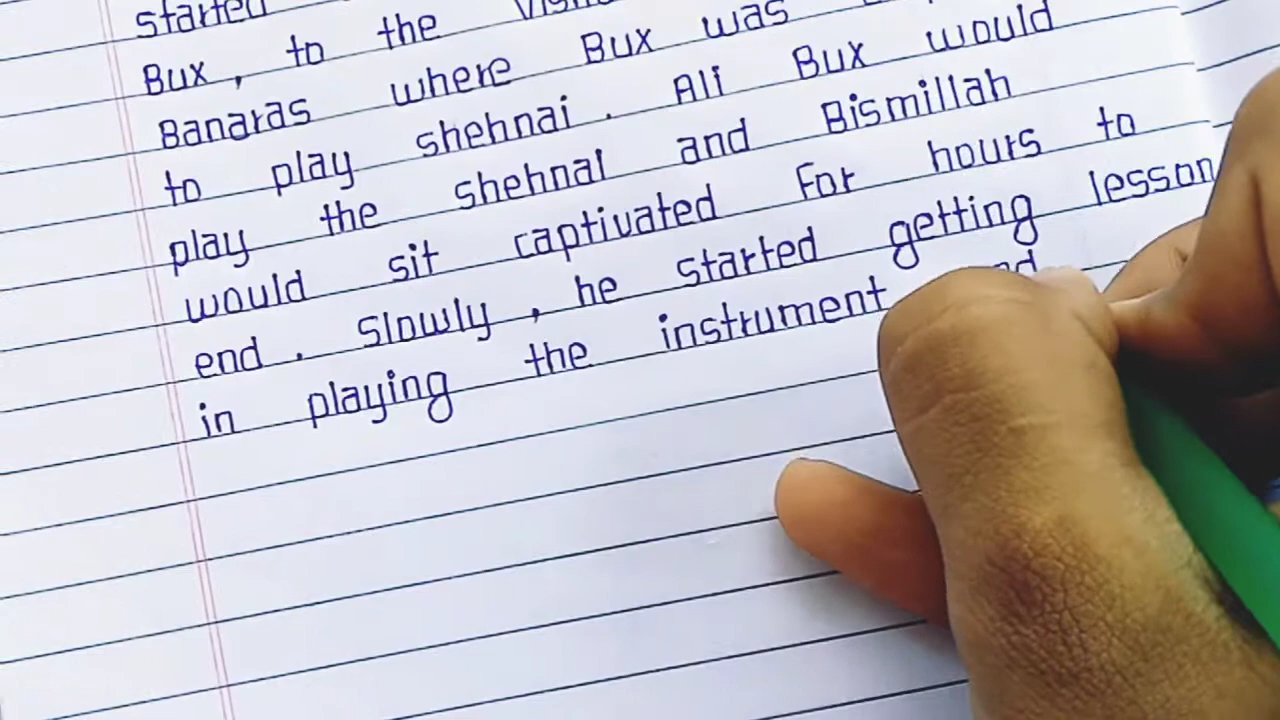 started
Bux, to the
Banaras where Bux was
to play shehnai. Ali Bux would
play the shehnai and Bismillah
would sit captivated For hours to
end. Slowly, he started getting lesson
in playing the instrument